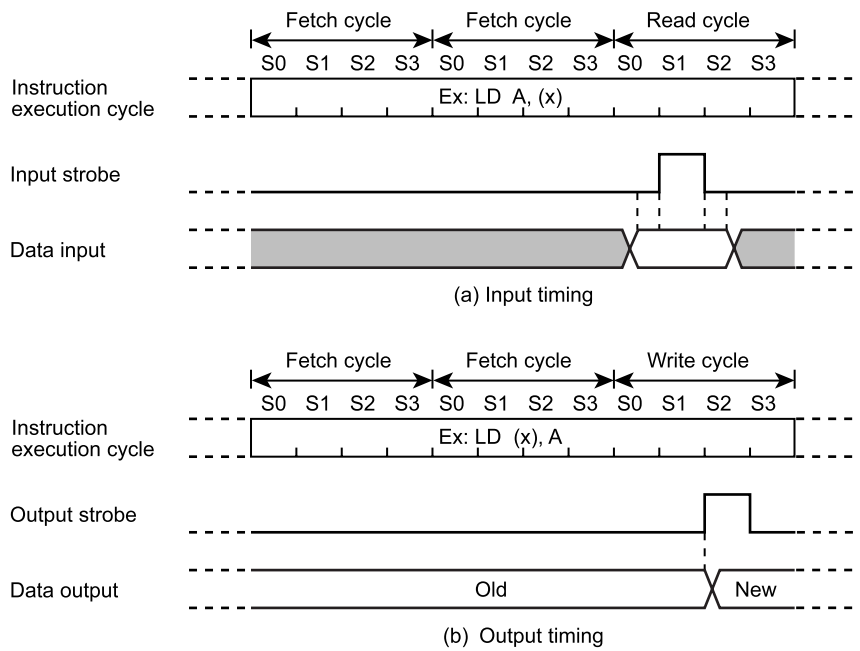 Fetch cycle Fetch cycle Read cycle
S0 S1 S2 S3 S0 S1 S2 S3 S0 S1 S2 S3
Instruction
execution cycle
Ex: LD A, (x)
Input strobe
Data input
(a) Input timing
Fetch cycle Fetch cycle Write cycle
S0 S1 S2 S3 S0 S1 S2 S3 S0 S1 S2 S3
Instruction
execution cycle
Ex: LD (x), A
Output strobe
Data output Old New
(b) Output timing